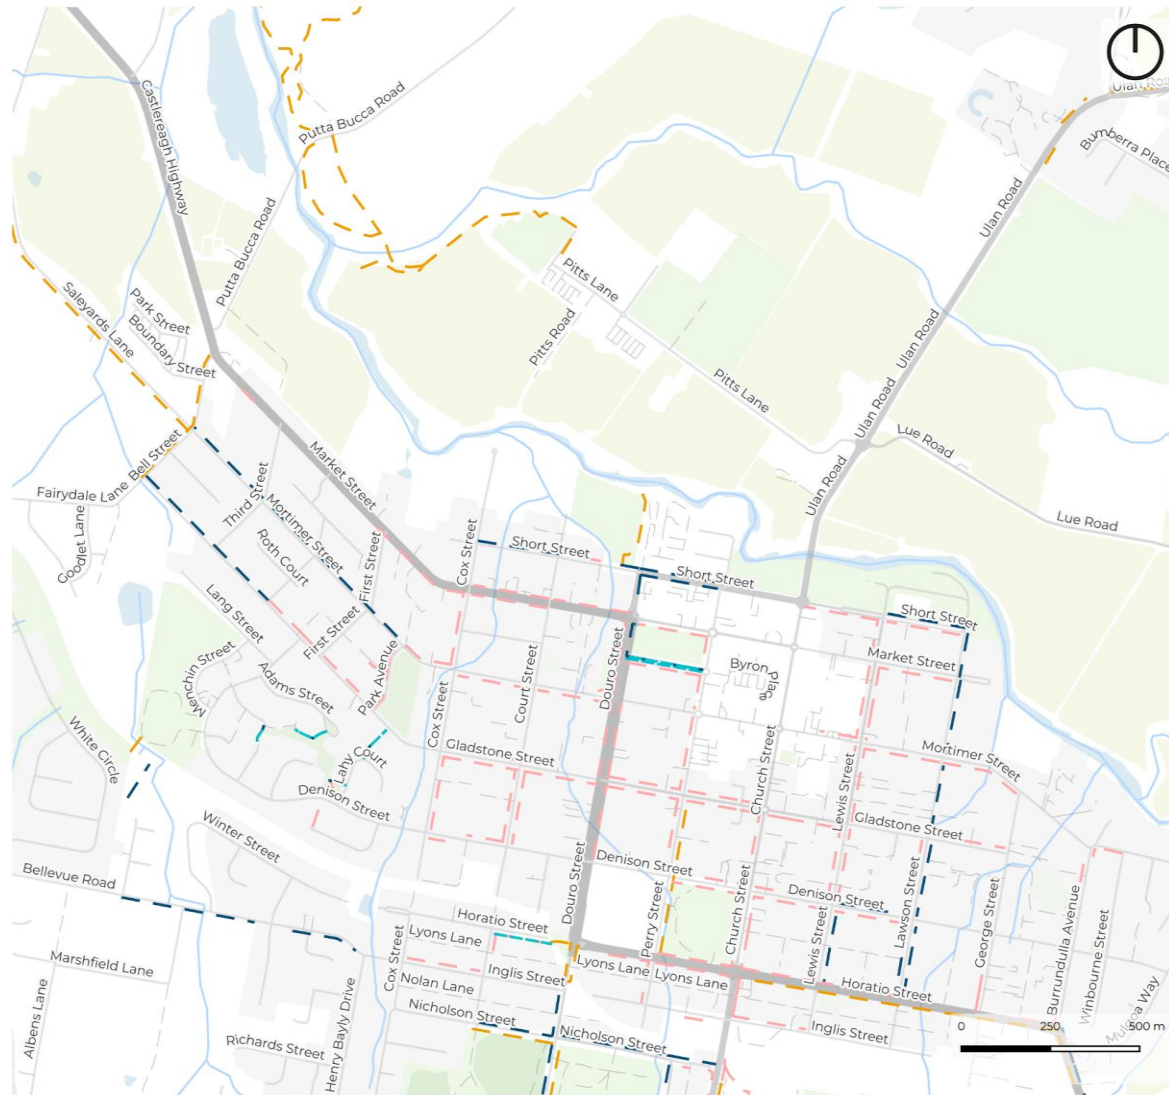 Ulan Road
Castlereagh Highway
Putta Bucca Road
Bumberra Place
Ulan Road
Putta Bucca Road
Pitts Lane
Saleyards Lane
Park Street
Boundary Street
Pitts Road
Ulan Road
Pitts Lane
Ulan Road
Lue Road
Market Street
Bell Street
Ulan Road
Fairydale Lane
Third Street
Mortimer Street
Lue Road
Goodlet Lane
Roth Court
First Street
Cox Street
Short Street
Short Street
Lang Street
First Street
Short Street
Menchin Street
Park Avenue
Douro Street
Market Street
Adams Street
Court Street
Byron Place
Cox Street
White Circle
Lahy Court
Gladstone Street
Church Street
Mortimer Street
Denison Street
Lewis Street
Gladstone Street
Winter Street
Denison Street
Bellevue Road
Douro Street
Denison Street
Perry Street
Church Street
Lawson Street
George Street
Burrundulla Avenue
Winbourne Street
Horatio Street
Lyons Lane
Cox Street
Lewis Street
Marshfield Lane
Lyons Lane
Lyons Lane
Inglis Street
Nolan Lane
Horatio Street
Albens Lane
Henry Bayly Drive
Nicholson Street
Nicholson Street
Inglis Street
Richards Street
0 250 500 m